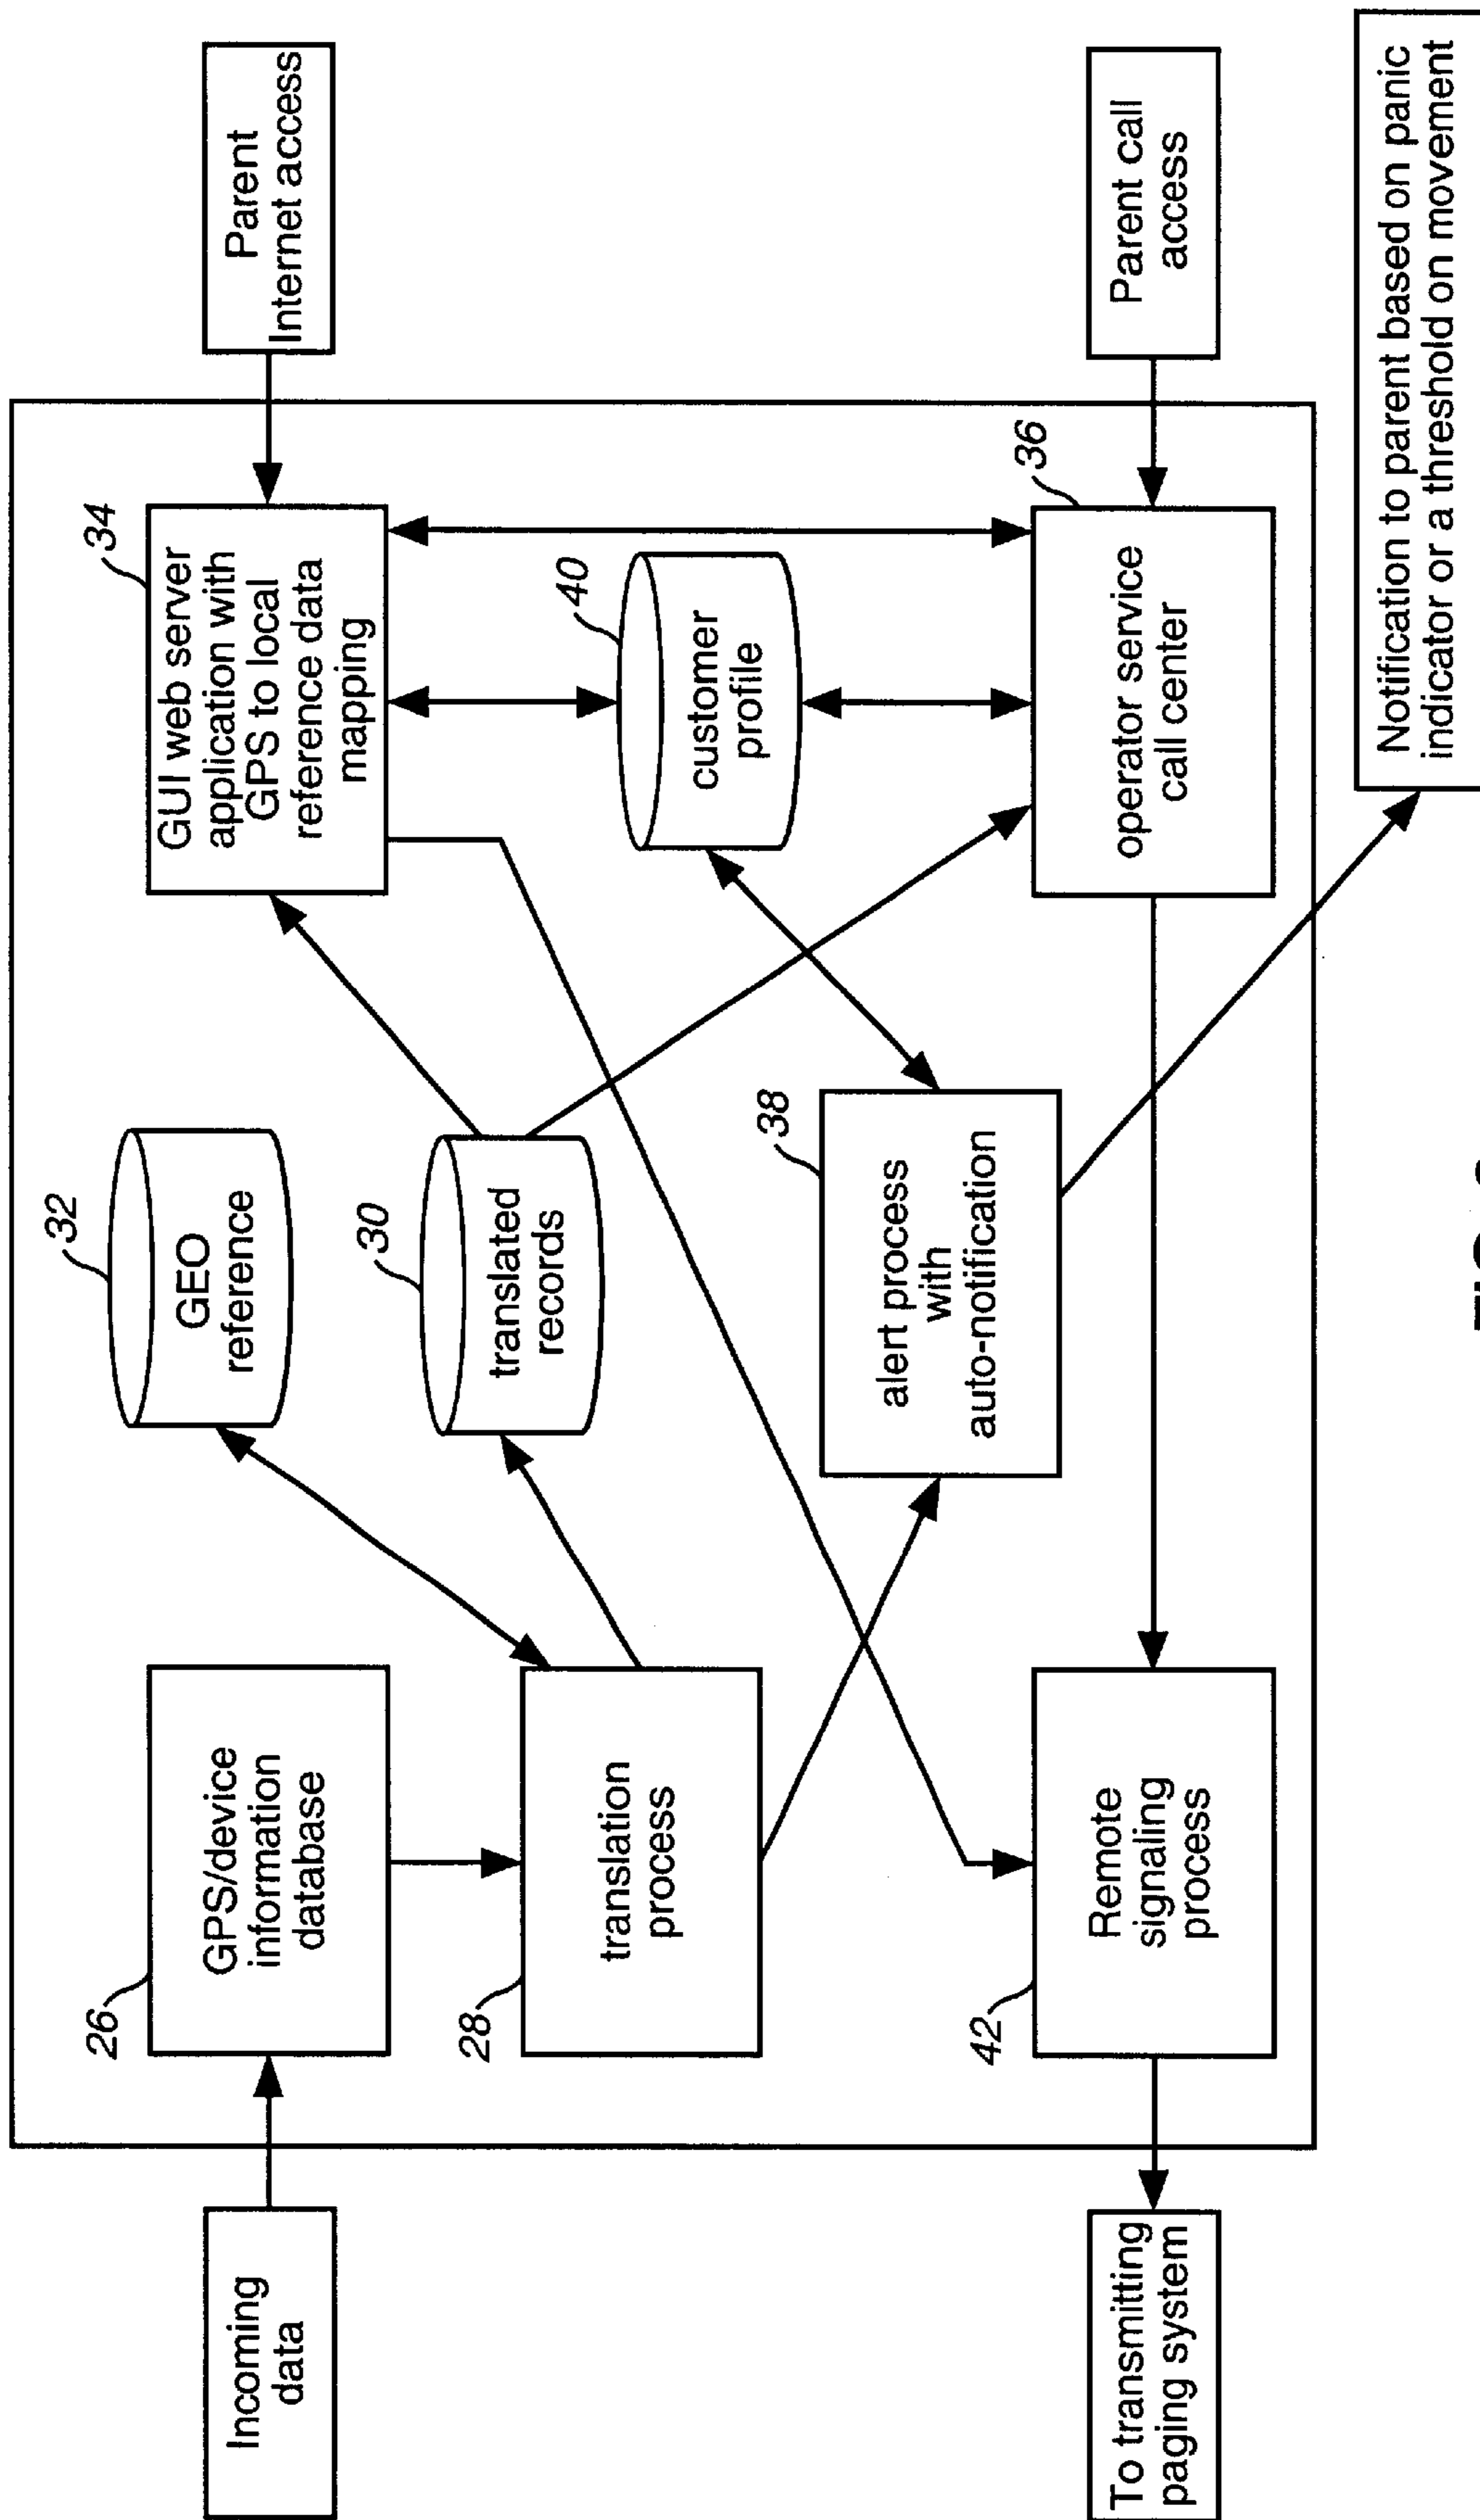 Incoming
data
26
GPS/device
information
database
28
translation
process
42
Remote
signaling
process
To transmitting
paging system
32
GEO
reference
30
translated
records
38
alert process
with
auto-notification
34
GUI web server
application with
GPS to local
reference data
mapping
40
customer
profile
36
operator service
call center
Parent
Internet access
Parent call
access
Notification to parent based on panic
indicator or a threshold on movement